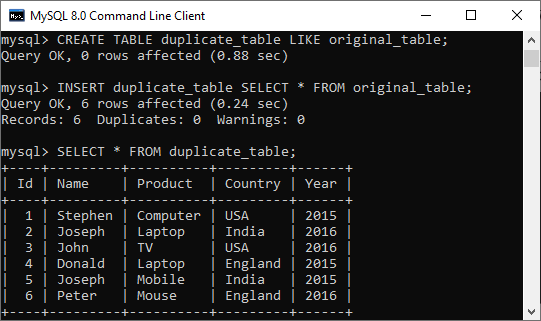 MySQL 8.0 Command Line Client
mysql> CREATE TABLE duplicate_table LIKE original_table;
Query OK, 0 rows affected (0.88 sec)
mysql> INSERT duplicate_table SELECT * FROM original_table;
Query OK, 6 rows affected (0.24 sec)
Records: 6  Duplicates: 0  Warnings: 0
mysql> SELECT * FROM duplicate_table;
+----+---------+----------+---------+------+
| Id | Name    | Product  | Country | Year |
+----+---------+----------+---------+------+
|  1 | Stephen | Computer | USA     | 2015 |
|  2 | Joseph  | Laptop   | India   | 2016 |
|  3 | John    | TV       | USA     | 2016 |
|  4 | Donald  | Laptop   | England | 2015 |
|  5 | Joseph  | Mobile   | India   | 2015 |
|  6 | Peter   | Mouse    | England | 2016 |
+----+---------+----------+---------+------+